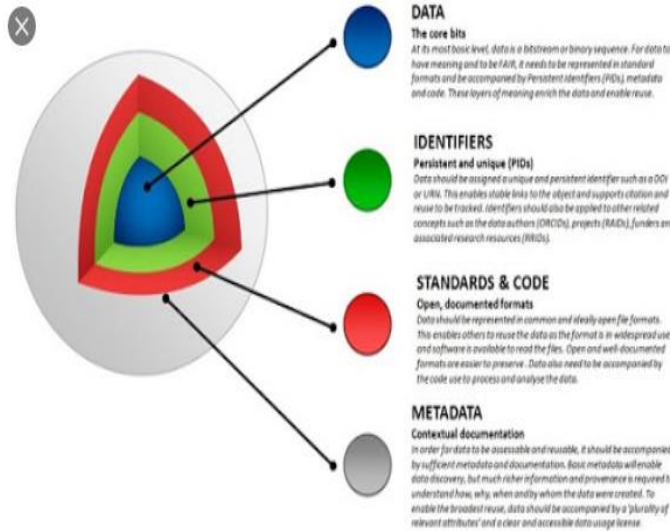 DATA
The core bits
At its most basic level, data is a bitstream or binary sequence. For data to
have meaning and to be FAIR, it needs to be represented in standard
formats and be accompanied by Persistent Identifiers (PIDs), metadata
and code. These layers of meaning enrich the data and enable reuse.
IDENTIFIERS
Persistent and unique (PIDs)
Data should be assigned a unique and persistent identifier such as a DOI
or URN. This enables stable links to the object and supports citation and
reuse to be tracked. Identifiers should also be applied to other related
concepts such as the data authors (ORCIDs), projects (RAIDs), funders an
associated research resources (RRIDs).
STANDARDS & CODE
Open, documented formats
Data should be represented in common and ideally open file formats.
This enables others to reuse the data as the format is in widespread use
and software is available to read the files. Open and well-documented
formats are easier to preserve. Data also need to be accompanied by
the code use to process and analyse the data.
METADATA
Contextual documentation
In order for data to be assessable and reusable, it should be accompanied
by sufficient metadata and documentation. Basic metadata will enable
data discovery, but much richer information and provenance is required t
understand how, why, when and by whom the data were created. To
enable the broadest reuse, data should be accompanied by a 'plurality of
relevant attributes' and a clear and accessible data usage